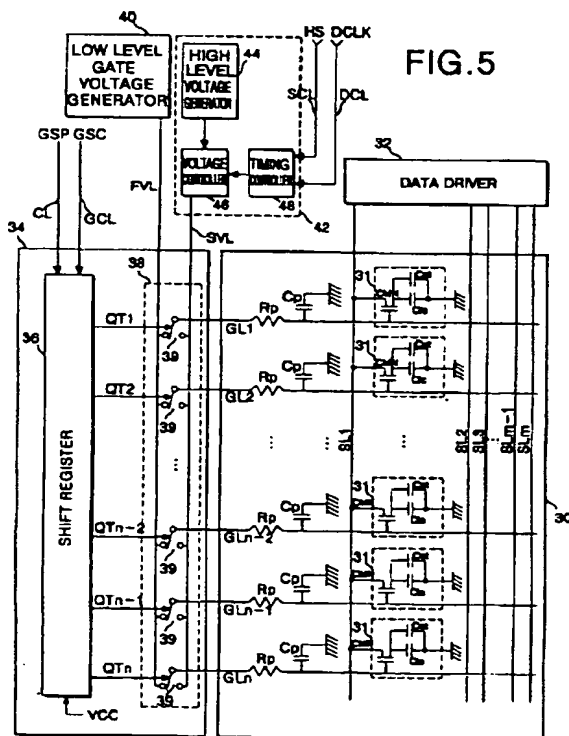 FIG.5
40
LOW LEVEL
GATE
VOLTAGE
GENERATOR
HIGH
LEVEL
VOLTAGE
GENERATOR
44
HS DCLK
SCL
DCL
GSP GSC
CL
GCL
FVL
VOLTAGE
CONTROLLER
46
TIMING
CONTROLLER
48
42
SVL
32
DATA DRIVER
34
36
SHIFT REGISTER
38
QT1
39
GL1
Rp
Cp
31
CMN
QT2
39
GL2
Rp
Cp
31
CMN
SL1
SL2
SL3
SLm-1
SLm
30
QTn-2
39
GLn-2
Rp
Cp
31
QTn-1
39
GLn-1
Rp
Cp
31
QTn
39
GLn
Rp
Cp
31
VCC